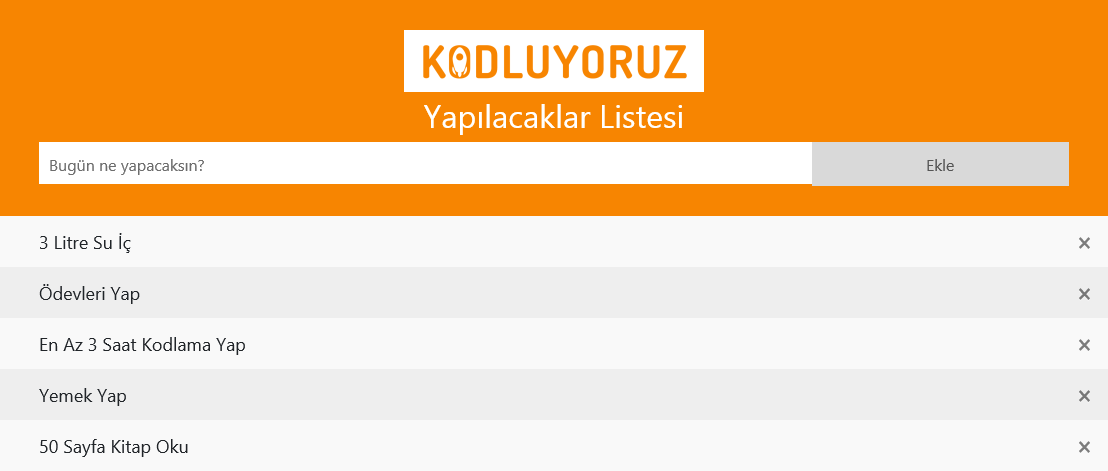 KODLUYORUZ
Yapılacaklar Listesi
Bugün ne yapacaksın?
Ekle
3 Litre Su İç
×
Ödevleri Yap
×
En Az 3 Saat Kodlama Yap
×
Yemek Yap
×
50 Sayfa Kitap Oku
×